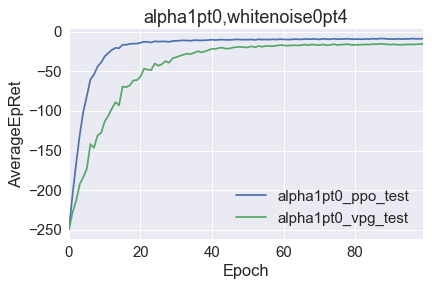 alpha1pt0,whitenoise0pt4
AverageEpRet
0
−50
−100
−150
−200
−250
alpha1pt0_ppo_test
alpha1pt0_vpg_test
0 20 40 60 80
Epoch